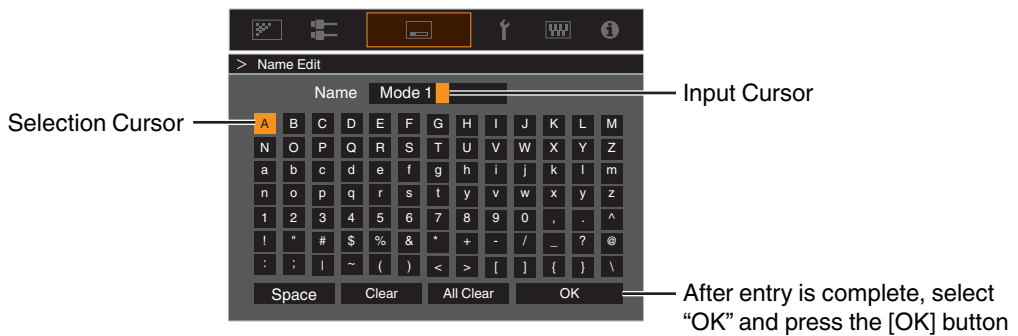 > Name Edit
Name Mode 1
Input Cursor
Selection Cursor
A B C D E F G H I J K L M
N O P Q R S T U V W X Y Z
a b c d e f g h i j k l m
n o p q r s t y v w x y z
1 2 3 4 5 6 7 8 9 0 , . ^
! " # $ % & * + - / _ ? @
: ; | ~ ( ) < > [ ] { } \
Space Clear All Clear OK
After entry is complete, select
“OK” and press the [OK] button